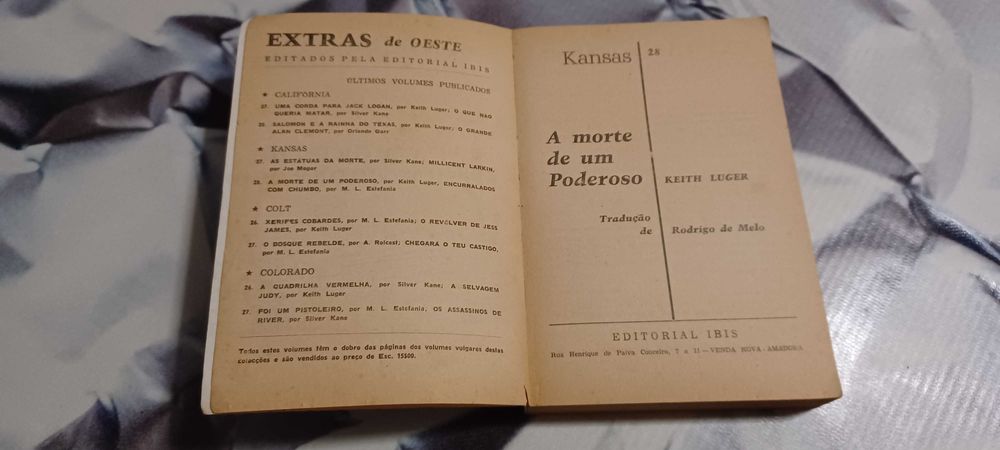 EXTRAS de OESTE
EDITADOS PELA EDITORIAL IBIS
ÚLTIMOS VOLUMES PUBLICADOS
★ CALIFÓRNIA
27. UMA CORDA PARA JACK LOGAN, por Keith Luger; O QUE NÃO
QUERIA MATAR, por Silver Kane
28. SALOMON E A RAINHA DO TEXAS, por Keith Luger; O GRANDE
ALAN CLEMONT, por Orlando Garr
★ KANSAS
27. AS ESTÁTUAS DA MORTE, por Silver Kane; MILLICENT LARKIN,
por Joe Mogar
28. A MORTE DE UM PODEROSO, por Keith Luger, ENCURRALADOS
COM CHUMBO, por M. L. Estefania
★ COLT
26. XERIFES COBARDES, por M. L. Estefania; O REVÓLVER DE JESS
JAMES, por Keith Luger
27. O BOSQUE REBELDE, por A. Rolcest; CHEGARÁ O TEU CASTIGO,
por M. L. Estefania
★ COLORADO
26. A QUADRILHA VERMELHA, por Silver Kane; A SELVAGEM
JUDY, por Keith Luger
27. FOI UM PISTOLEIRO, por M. L. Estefania, OS ASSASSINOS DE
RIVER, por Silver Kane
Todos estes volumes têm o dobro das páginas dos volumes vulgares destas
colecções e são vendidos ao preço de Esc. 15$00.
Kansas 28
A morte
de um
Poderoso
KEITH LUGER
Tradução
de Rodrigo de Melo
EDITORIAL IBIS
Rua Henrique de Paiva Couceiro, 7 a 11 — VENDA NOVA - AMADORA